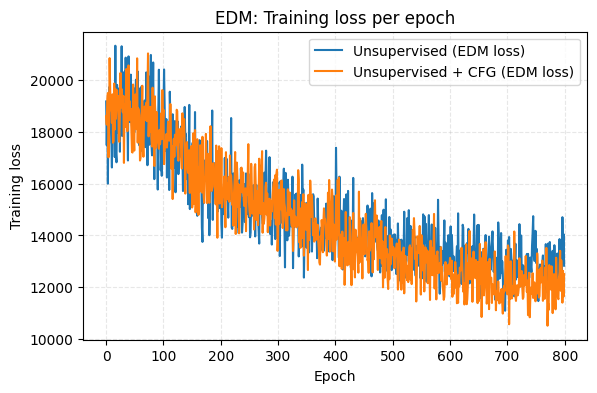 EDM: Training loss per epoch
Unsupervised (EDM loss)
Unsupervised + CFG (EDM loss)
Training loss
20000
18000
16000
14000
12000
10000
0 100 200 300 400 500 600 700 800
Epoch